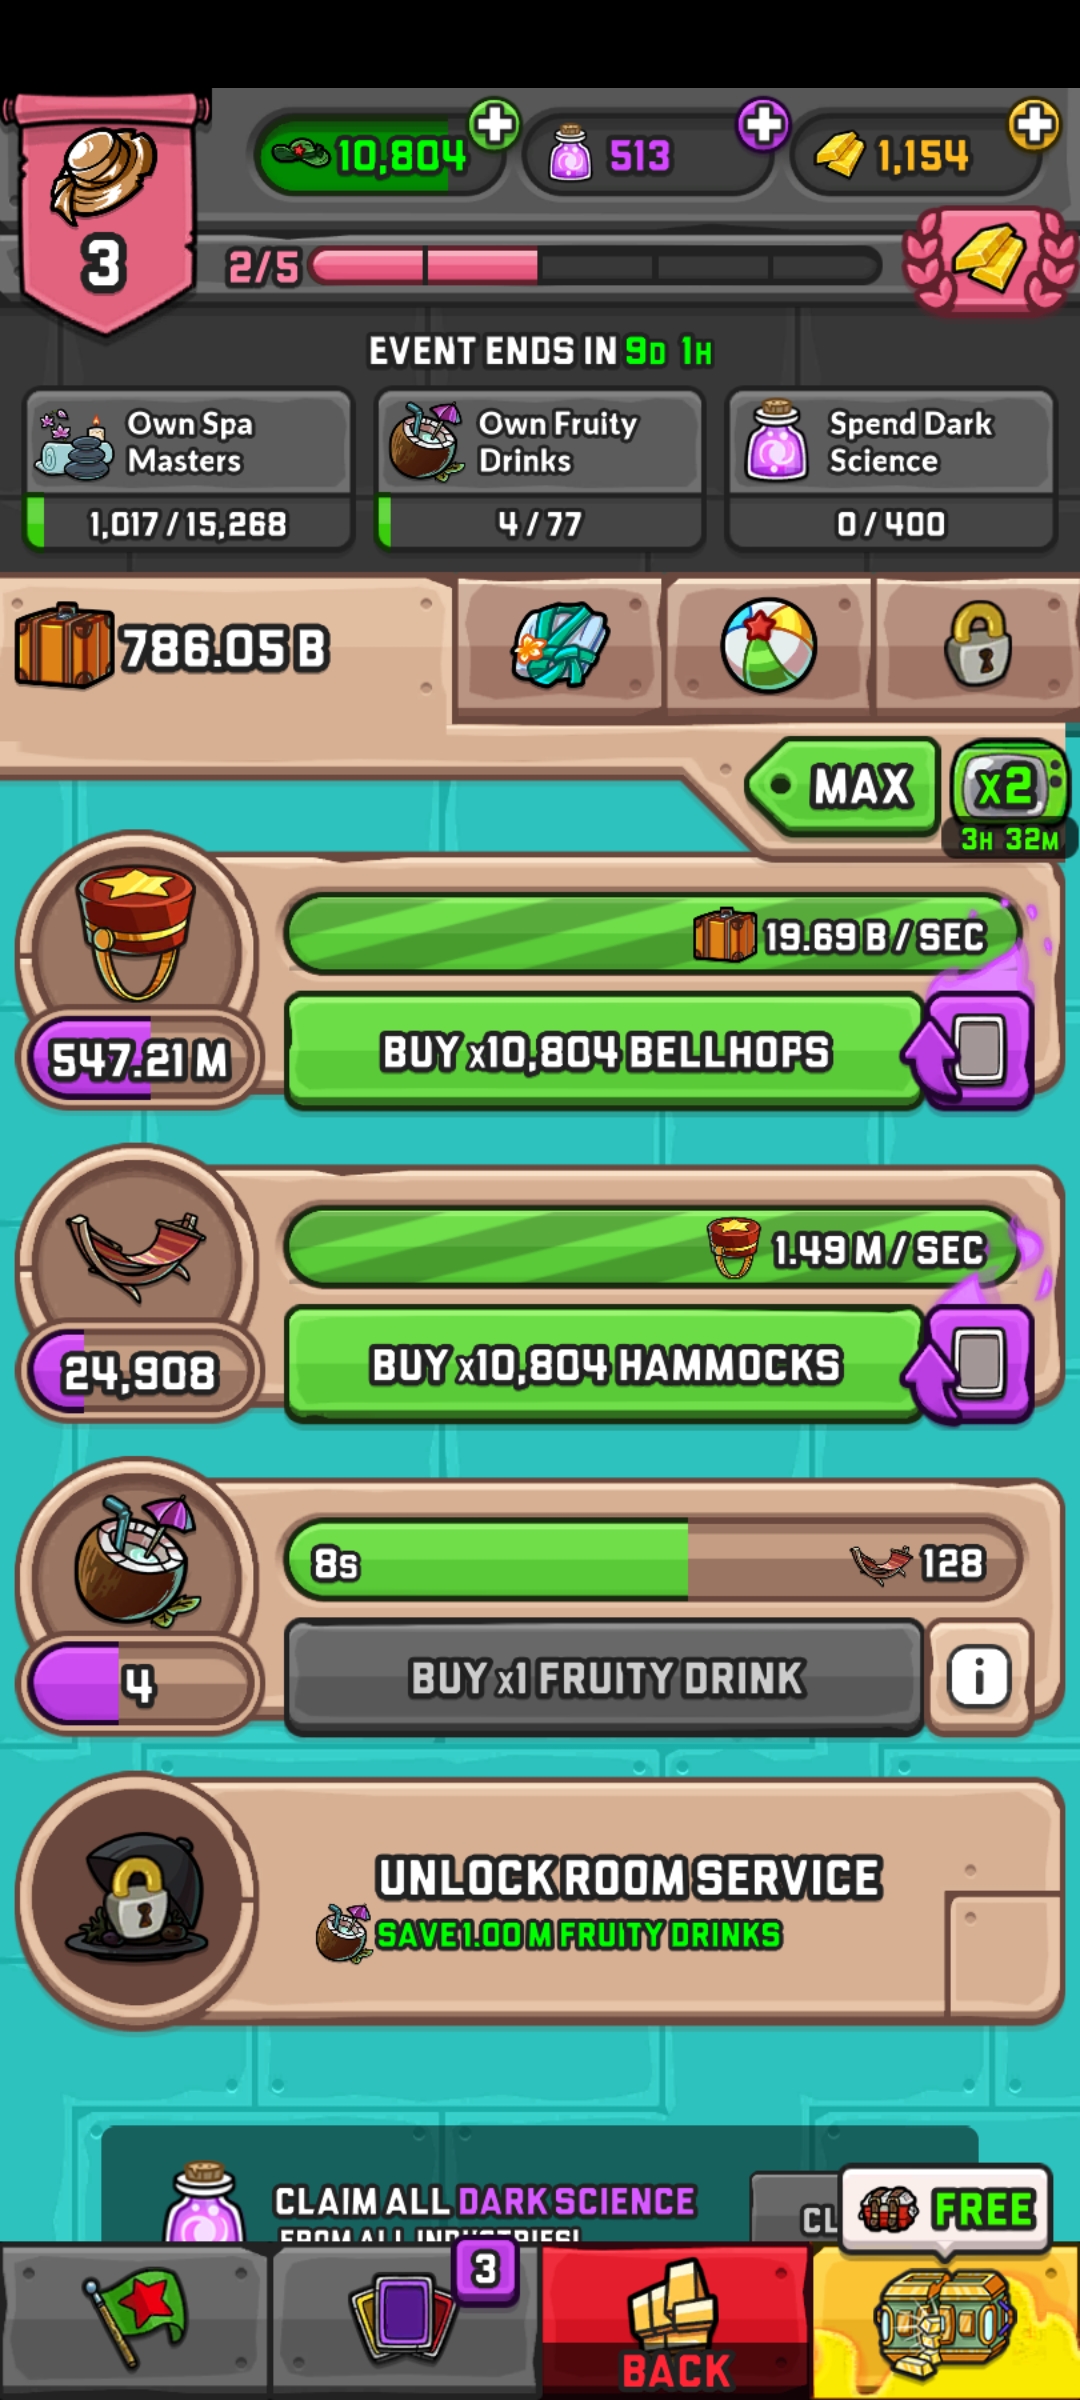 10,804
513
1,154
3
2/5
EVENT ENDS IN 9D 1H
Own Spa
Masters
1,017/15,268
Own Fruity
Drinks
4/77
Spend Dark
Science
0/400
786.05 B
MAX
x2
3H 32M
19.69 B / SEC
547.21 M
BUY x10,804 BELLHOPS
1.49 M / SEC
24,908
BUY x10,804 HAMMOCKS
8s
128
4
BUY x1 FRUITY DRINK
i
UNLOCK ROOM SERVICE
SAVE 1.00 M FRUITY DRINKS
CLAIM ALL DARK SCIENCE
FROM ALL INDUSTRIES!
CL
FREE
3
BACK